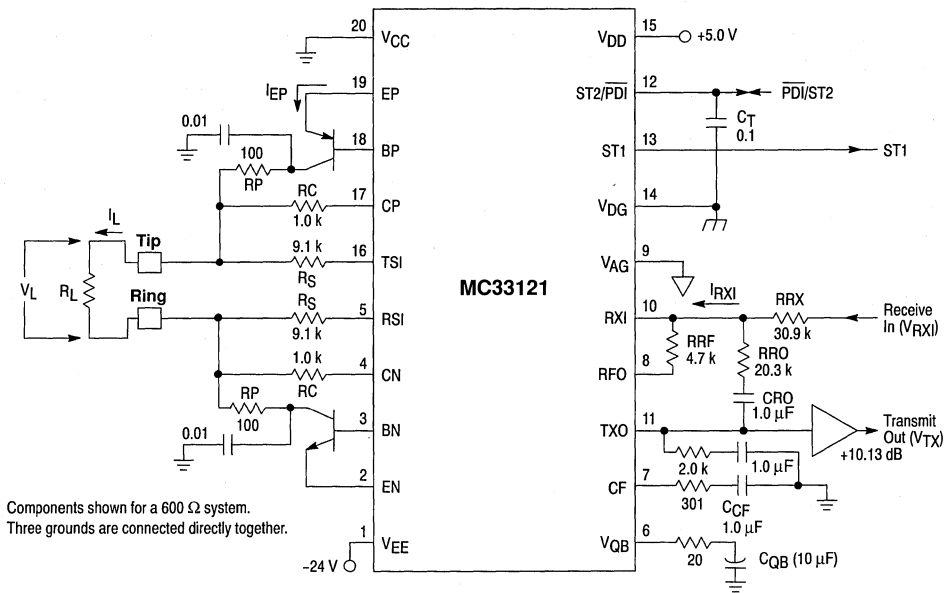 20
VCC
19
EP
IEP
0.01
18
BP
100
RP
RC
17
CP
1.0 k
IL
Tip
9.1 k
16
TSI
RS
VL
RL
Ring
RS
5
RSI
9.1 k
1.0 k
4
CN
RC
RP
100
3
BN
0.01
2
EN
Components shown for a 600 Ω system.
Three grounds are connected directly together.
1
VEE
–24 V
MC33121
15
VDD
+5.0 V
12
ST2/PDI
PDI/ST2
CT
0.1
13
ST1
ST1
14
VDG
9
VAG
IRXI
10
RXI
RRX
30.9 k
Receive
In (VRXI)
RRF
4.7 k
8
RFO
RRO
20.3 k
CRO
1.0 μF
11
TXO
Transmit
Out (VTX)
+10.13 dB
2.0 k
1.0 μF
7
CF
301
CCF
1.0 μF
6
VQB
20
CQB (10 μF)